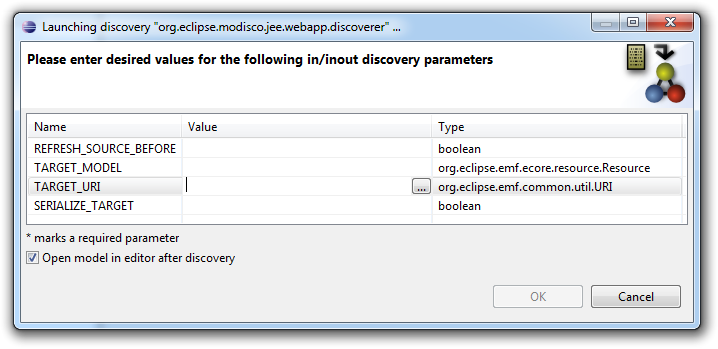 Launching discovery "org.eclipse.modisco.jee.webapp.discoverer" ...
Please enter desired values for the following in/inout discovery parameters
Name Value Type
REFRESH_SOURCE_BEFORE boolean
TARGET_MODEL org.eclipse.emf.ecore.resource.Resource
TARGET_URI ... org.eclipse.emf.common.util.URI
SERIALIZE_TARGET boolean
* marks a required parameter
Open model in editor after discovery
OK Cancel